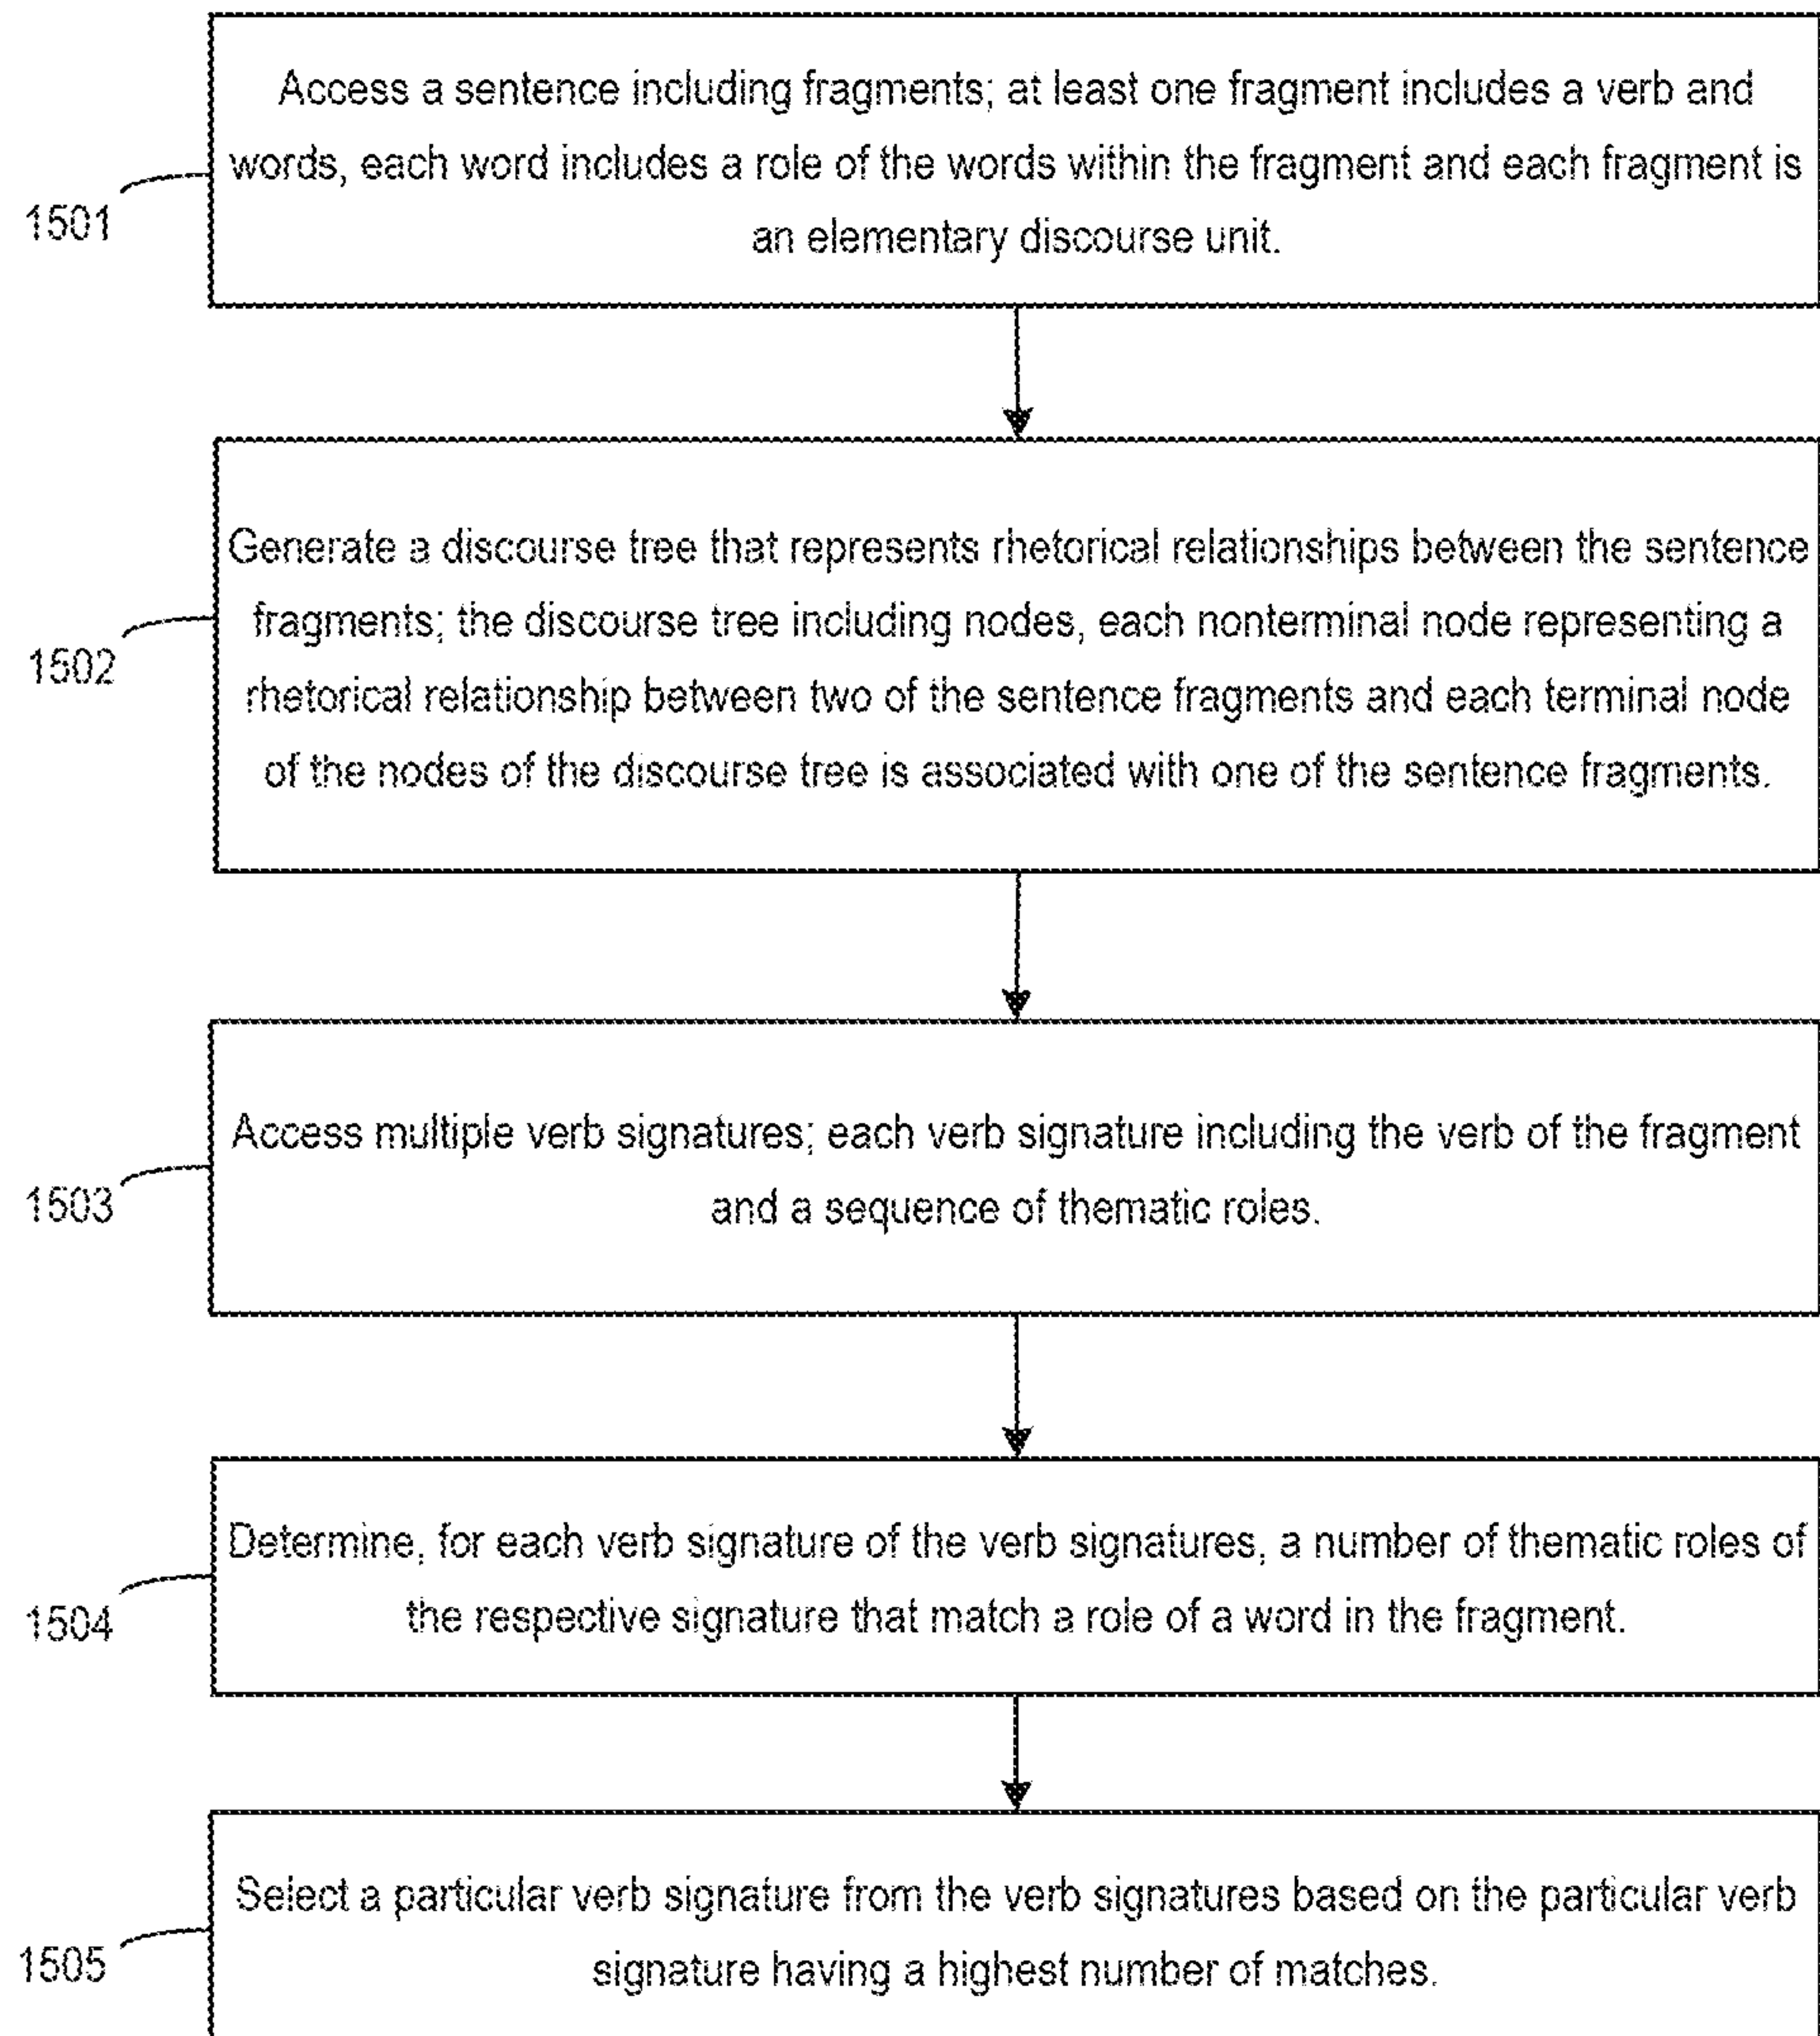 Access a sentence including fragments; at least one fragment includes a verb and
words, each word includes a role of the words within the fragment and each fragment is
an elementary discourse unit.
1501
Generate a discourse tree that represents rhetorical relationships between the sentence
fragments; the discourse tree including nodes, each nonterminal node representing a
rhetorical relationship between two of the sentence fragments and each terminal node
of the nodes of the discourse tree is associated with one of the sentence fragments.
1502
Access multiple verb signatures; each verb signature including the verb of the fragment
and a sequence of thematic roles.
1503
Determine, for each verb signature of the verb signatures, a number of thematic roles of
the respective signature that match a role of a word in the fragment.
1504
Select a particular verb signature from the verb signatures based on the particular verb
signature having a highest number of matches.
1505